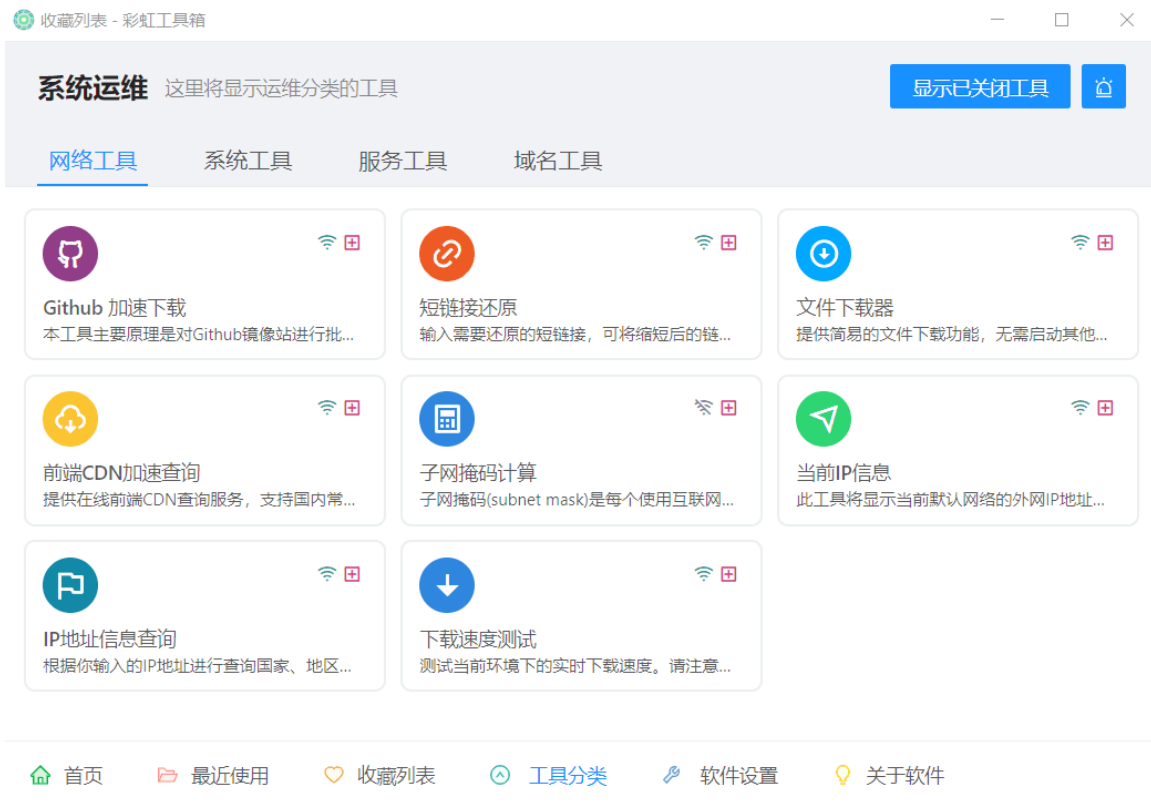 收藏列表 - 彩虹工具箱
系统运维 这里将显示运维分类的工具 显示已关闭工具
网络工具 系统工具 服务工具 域名工具
Github 加速下载
本工具主要原理是对Github镜像站进行批...
短链接还原
输入需要还原的短链接，可将缩短后的链...
文件下载器
提供简易的文件下载功能，无需启动其他...
前端CDN加速查询
提供在线前端CDN查询服务，支持国内常...
子网掩码计算
子网掩码(subnet mask)是每个使用互联网...
当前IP信息
此工具将显示当前默认网络的外网IP地址...
IP地址信息查询
根据你输入的IP地址进行查询国家、地区...
下载速度测试
测试当前环境下的实时下载速度。请注意...
首页 最近使用 收藏列表 工具分类 软件设置 关于软件